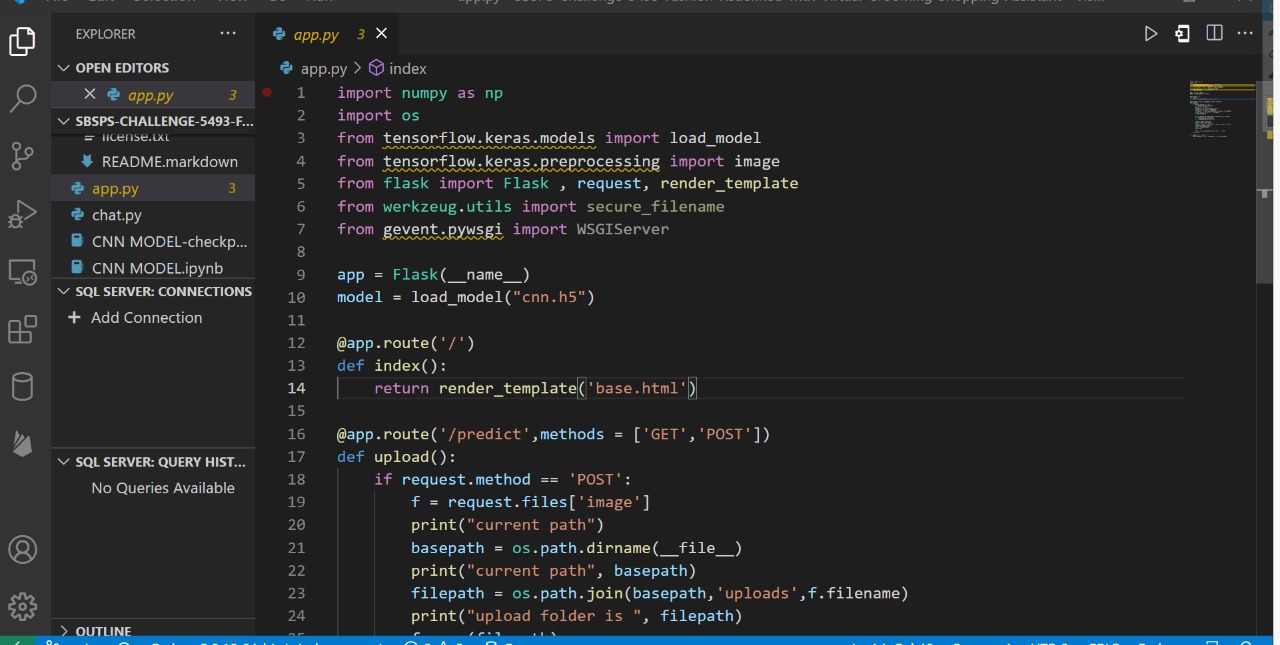 EXPLORER
OPEN EDITORS
app.py 3
SBSPS-CHALLENGE-5493-F...
license.txt
README.markdown
app.py 3
chat.py
CNN MODEL-checkp...
CNN MODEL.ipynb
SQL SERVER: CONNECTIONS
Add Connection
SQL SERVER: QUERY HIST...
No Queries Available
OUTLINE
app.py 3
app.py > index
1 import numpy as np
2 import os
3 from tensorflow.keras.models import load_model
4 from tensorflow.keras.preprocessing import image
5 from flask import Flask , request, render_template
6 from werkzeug.utils import secure_filename
7 from gevent.pywsgi import WSGIServer
8
9 app = Flask(__name__)
10 model = load_model("cnn.h5")
11
12 @app.route('/')
13 def index():
14 return render_template('base.html')
15
16 @app.route('/predict',methods = ['GET','POST'])
17 def upload():
18 if request.method == 'POST':
19 f = request.files['image']
20 print("current path")
21 basepath = os.path.dirname(__file__)
22 print("current path", basepath)
23 filepath = os.path.join(basepath,'uploads',f.filename)
24 print("upload folder is ", filepath)